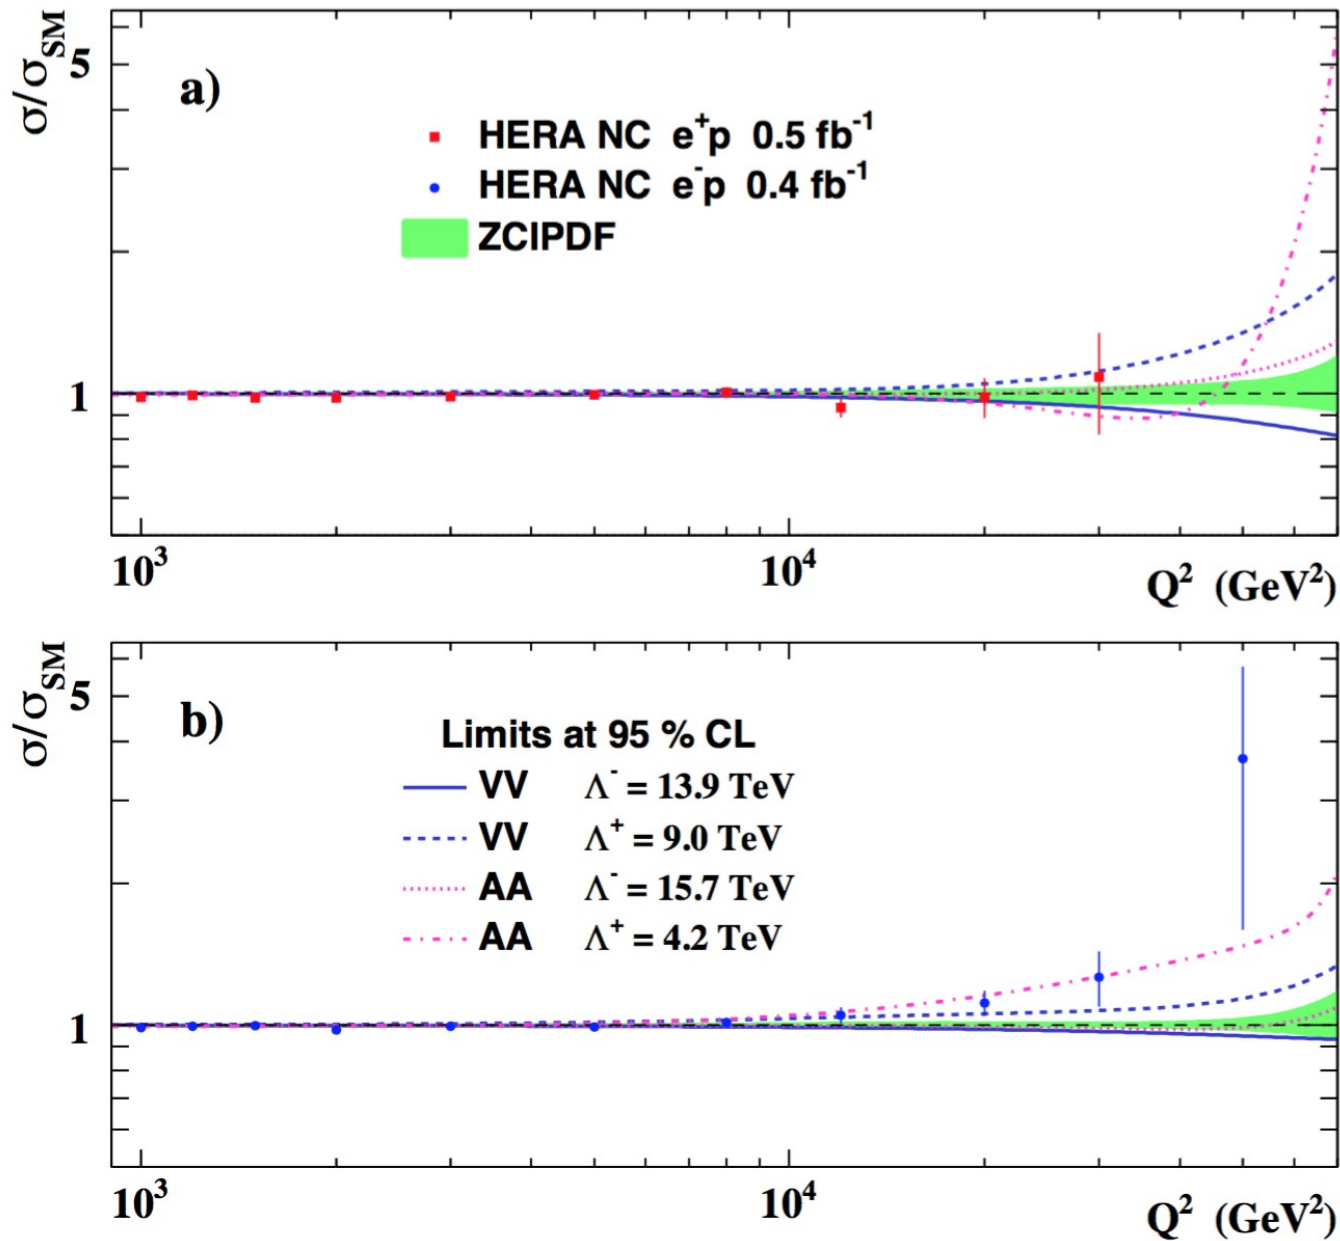 σ/σSM
5
a)
HERA NC e⁺p 0.5 fb⁻¹
HERA NC e⁻p 0.4 fb⁻¹
ZCIPDF
1
10³ 10⁴ Q² (GeV²)
σ/σSM
5
b)
Limits at 95 % CL
VV Λ⁻ = 13.9 TeV
VV Λ⁺ = 9.0 TeV
AA Λ⁻ = 15.7 TeV
AA Λ⁺ = 4.2 TeV
1
10³ 10⁴ Q² (GeV²)